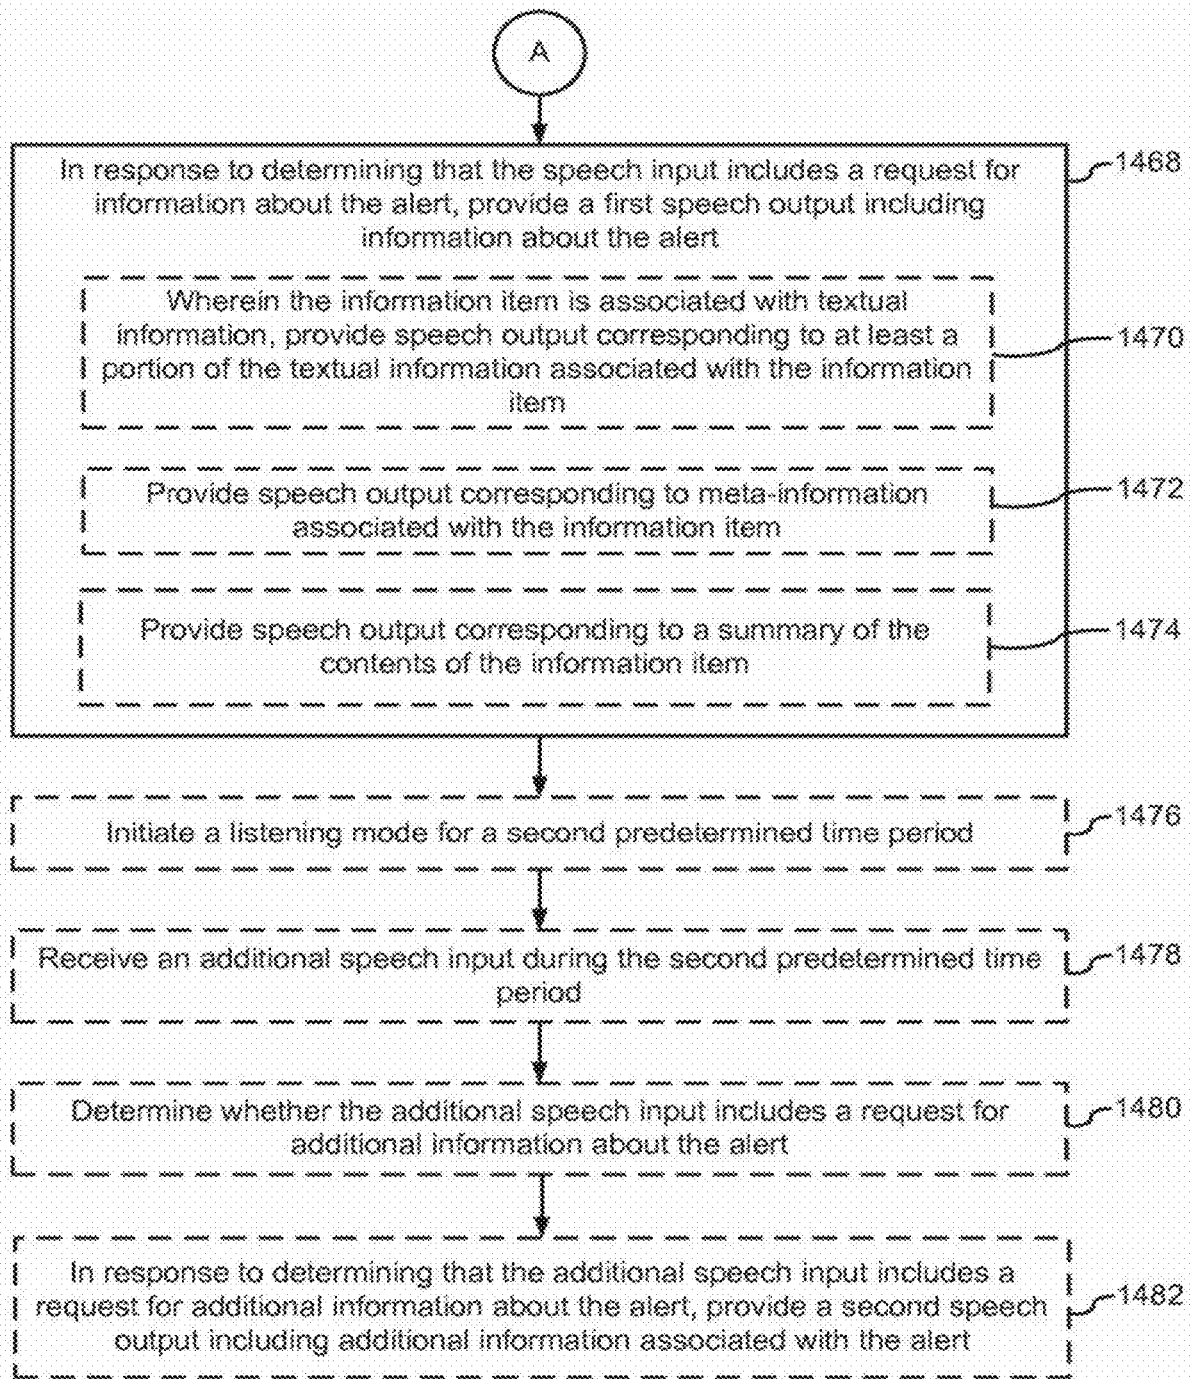 A
In response to determining that the speech input includes a request for
information about the alert, provide a first speech output including
information about the alert
1468
Wherein the information item is associated with textual
information, provide speech output corresponding to at least a
portion of the textual information associated with the information
item
1470
Provide speech output corresponding to meta-information
associated with the information item
1472
Provide speech output corresponding to a summary of the
contents of the information item
1474
Initiate a listening mode for a second predetermined time period
1476
Receive an additional speech input during the second predetermined time
period
1478
Determine whether the additional speech input includes a request for
additional information about the alert
1480
In response to determining that the additional speech input includes a
request for additional information about the alert, provide a second speech
output including additional information associated with the alert
1482